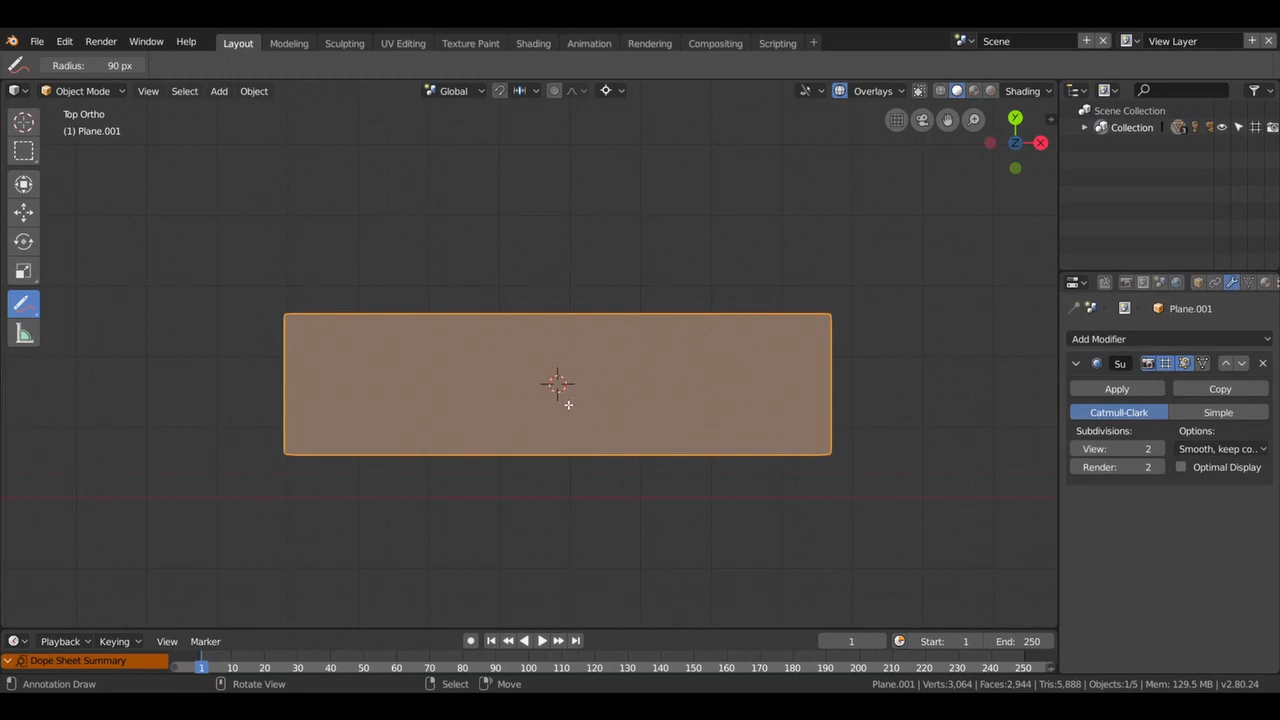 File Edit Render Window Help Layout Modeling Sculpting UV Editing Texture Paint Shading Animation Rendering Compositing Scripting + Scene View Layer
Radius: 90 px
Object Mode View Select Add Object Global Overlays Shading
Top Ortho
(1) Plane.001
Y
Z X
Scene Collection
Collection
3
Plane.001
Add Modifier
Su
Apply Copy
Catmull-Clark Simple
Subdivisions: Options:
View: 2 Smooth, keep co..
Render: 2 Optimal Display
Playback Keying View Marker 1 Start: 1 End: 250
Dope Sheet Summary
1 10 20 30 40 50 60 70 80 90 100 110 120 130 140 150 160 170 180 190 200 210 220 230 240 250
Annotation Draw Rotate View Select Move Plane.001 | Verts:3,064 | Faces:2,944 | Tris:5,888 | Objects:1/5 | Mem: 129.5 MB | v2.80.24